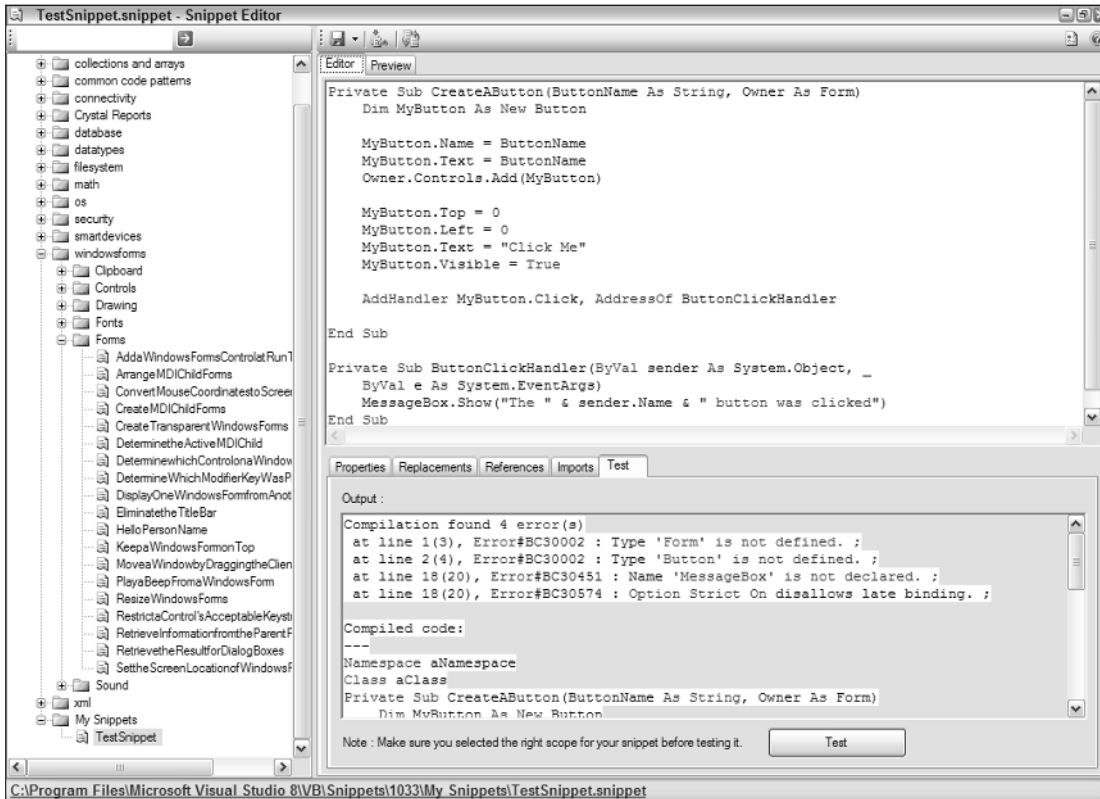 TestSnippet.snippet - Snippet Editor
collections and arrays
common code patterns
connectivity
Crystal Reports
database
datatypes
filesystem
math
os
security
smartdevices
windowsforms
Clipboard
Controls
Drawing
Fonts
Forms
AddaWindowsFormsControlatRunT
ArrangeMDIChildForms
ConvertMouseCoordinatestoScreen
CreateMDIChildForms
CreateTransparentWindowsForms
DeterminetheActiveMDIChild
DeterminewhichControlonaWindow
DetermineWhichModifierKeyWasP
DisplayOneWindowsFormfromAnot
EliminatetheTitleBar
HelloPersonName
KeepaWindowsFormonTop
MoveaWindowbyDraggingtheClien
PlayaBeepFromaWindowsForm
ResizeWindowsForms
RestrictaControl'sAcceptableKeystr
RetrieveInformationfromtheParentF
RetrievetheResultforDialogBoxes
SettheScreenLocationofWindowsF
Sound
xml
My Snippets
TestSnippet
Editor Preview
Private Sub CreateAButton(ButtonName As String, Owner As Form)
Dim MyButton As New Button
MyButton.Name = ButtonName
MyButton.Text = ButtonName
Owner.Controls.Add(MyButton)
MyButton.Top = 0
MyButton.Left = 0
MyButton.Text = "Click Me"
MyButton.Visible = True
AddHandler MyButton.Click, AddressOf ButtonClickHandler
End Sub
Private Sub ButtonClickHandler(ByVal sender As System.Object, _
ByVal e As System.EventArgs)
MessageBox.Show("The " & sender.Name & " button was clicked")
End Sub
Properties Replacements References Imports Test
Output :
Compilation found 4 error(s)
at line 1(3), Error#BC30002 : Type 'Form' is not defined. ;
at line 2(4), Error#BC30002 : Type 'Button' is not defined. ;
at line 18(20), Error#BC30451 : Name 'MessageBox' is not declared. ;
at line 18(20), Error#BC30574 : Option Strict On disallows late binding. ;
Compiled code:
---
Namespace aNamespace
Class aClass
Private Sub CreateAButton(ButtonName As String, Owner As Form)
Dim MyButton As New Button
Note : Make sure you selected the right scope for your snippet before testing it.
Test
C:\Program Files\Microsoft Visual Studio 8\VB\Snippets\1033\My Snippets\TestSnippet.snippet